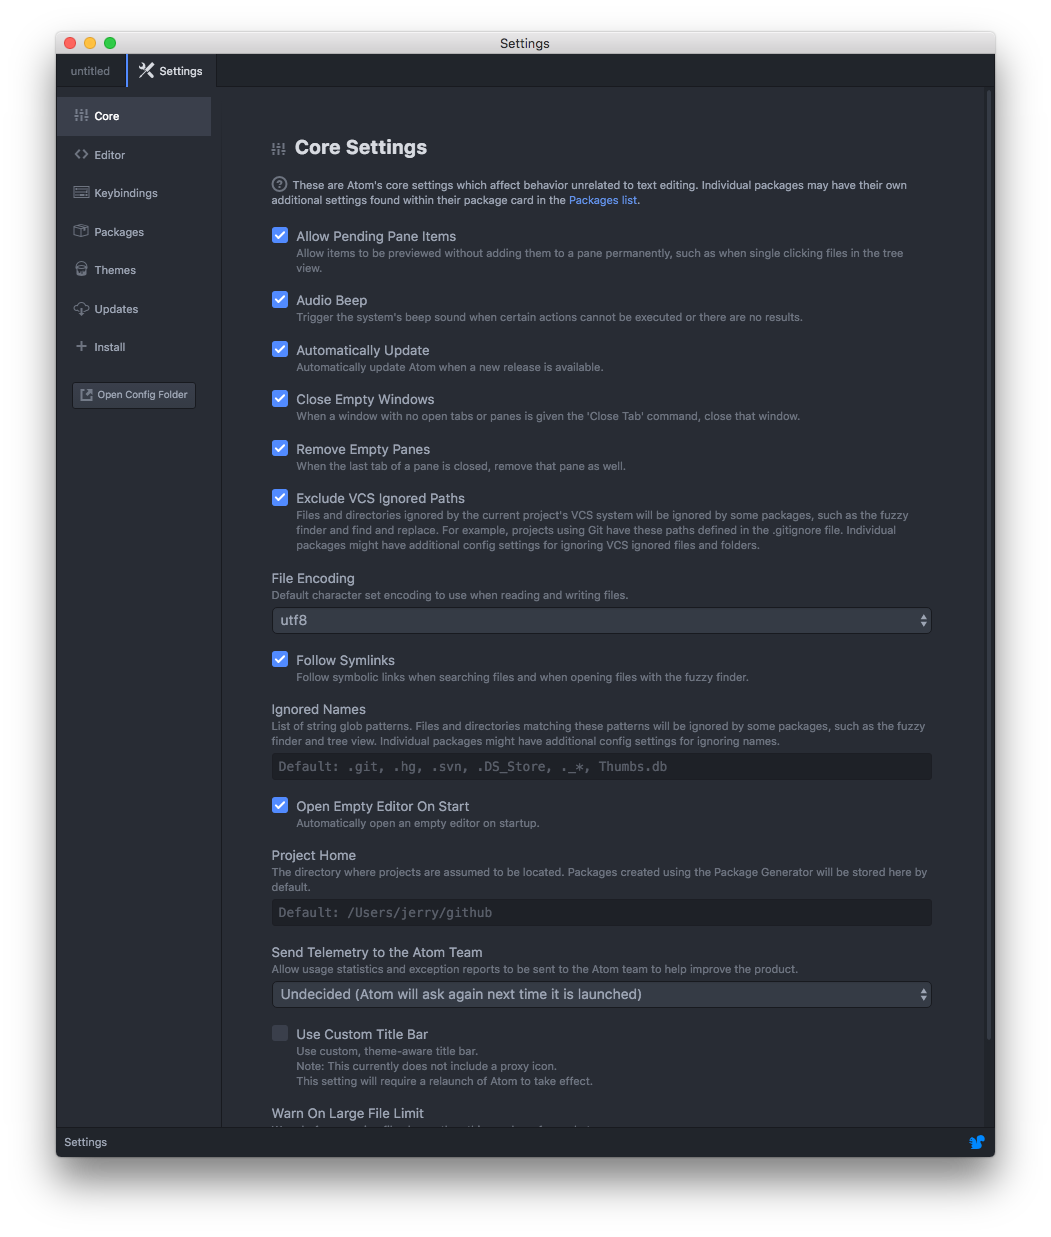 Settings
untitled
Settings
Core
Editor
Keybindings
Packages
Themes
Updates
Install
Open Config Folder
Core Settings
These are Atom's core settings which affect behavior unrelated to text editing. Individual packages may have their own
additional settings found within their package card in the Packages list.
Allow Pending Pane Items
Allow items to be previewed without adding them to a pane permanently, such as when single clicking files in the tree
view.
Audio Beep
Trigger the system's beep sound when certain actions cannot be executed or there are no results.
Automatically Update
Automatically update Atom when a new release is available.
Close Empty Windows
When a window with no open tabs or panes is given the 'Close Tab' command, close that window.
Remove Empty Panes
When the last tab of a pane is closed, remove that pane as well.
Exclude VCS Ignored Paths
Files and directories ignored by the current project's VCS system will be ignored by some packages, such as the fuzzy
finder and find and replace. For example, projects using Git have these paths defined in the .gitignore file. Individual
packages might have additional config settings for ignoring VCS ignored files and folders.
File Encoding
Default character set encoding to use when reading and writing files.
utf8
Follow Symlinks
Follow symbolic links when searching files and when opening files with the fuzzy finder.
Ignored Names
List of string glob patterns. Files and directories matching these patterns will be ignored by some packages, such as the fuzzy
finder and tree view. Individual packages might have additional config settings for ignoring names.
Default: .git, .hg, .svn, .DS_Store, ._*, Thumbs.db
Open Empty Editor On Start
Automatically open an empty editor on startup.
Project Home
The directory where projects are assumed to be located. Packages created using the Package Generator will be stored here by
default.
Default: /Users/jerry/github
Send Telemetry to the Atom Team
Allow usage statistics and exception reports to be sent to the Atom team to help improve the product.
Undecided (Atom will ask again next time it is launched)
Use Custom Title Bar
Use custom, theme-aware title bar.
Note: This currently does not include a proxy icon.
This setting will require a relaunch of Atom to take effect.
Warn On Large File Limit
Settings